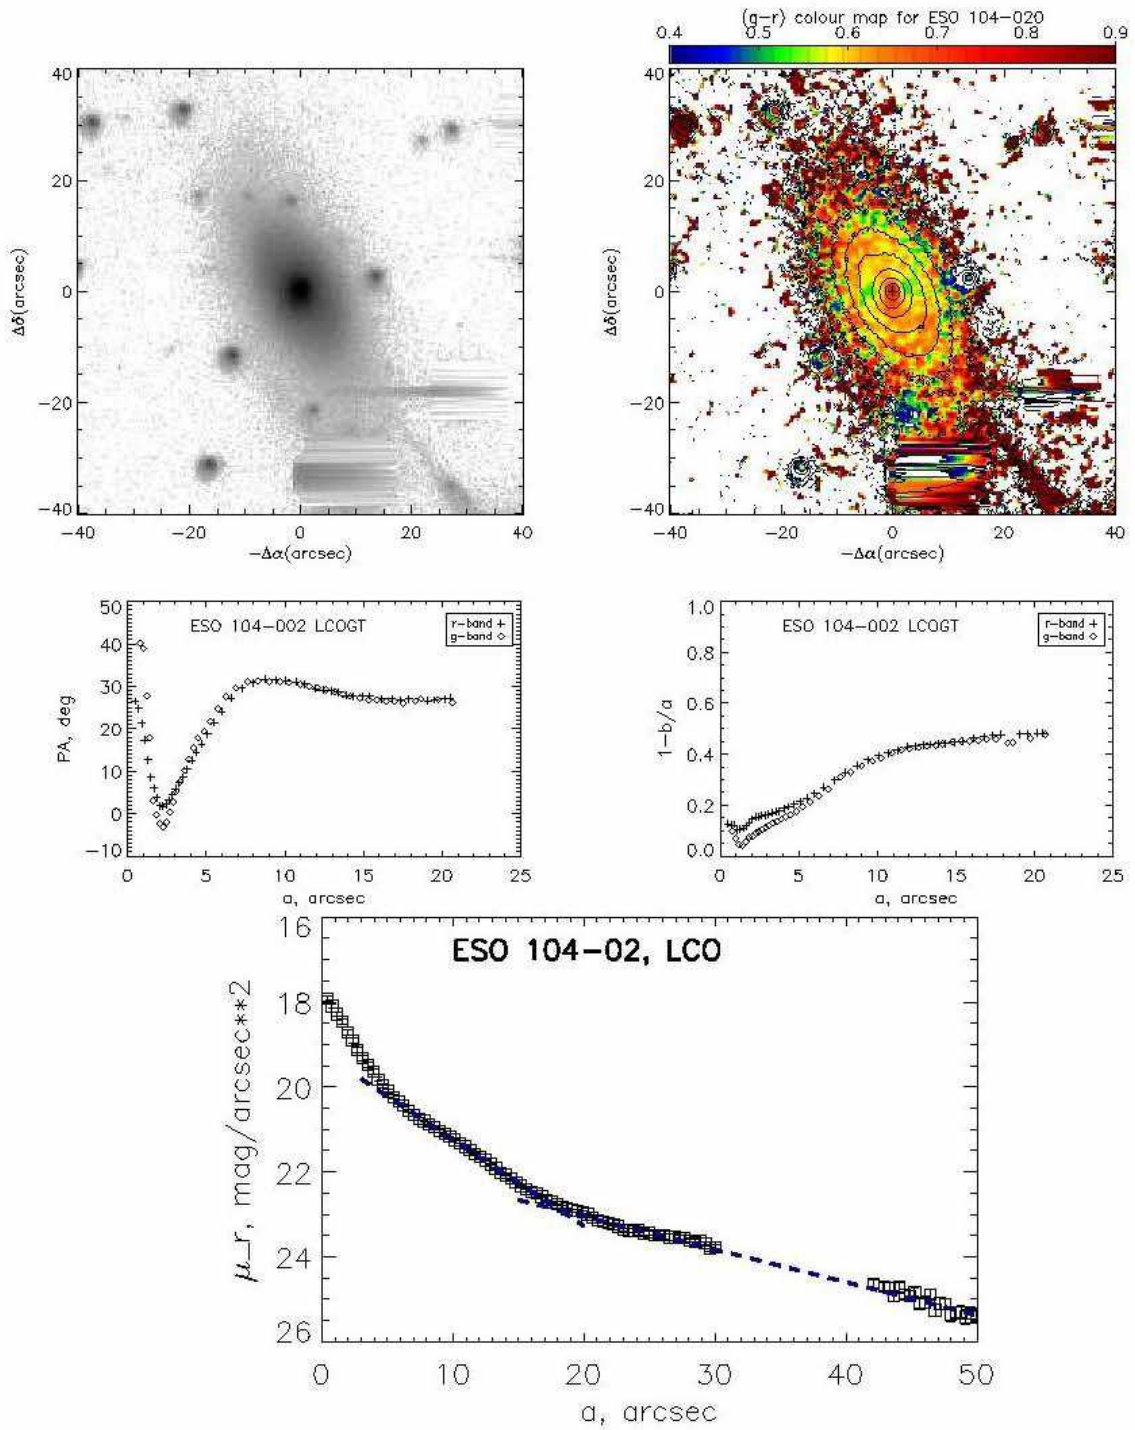 (g-r) colour map for ESO 104-020
0.4 0.5 0.6 0.7 0.8 0.9
40
20
0
-20
-40
Δδ(arcsec)
-40 -20 0 20 40
-Δα(arcsec)
40
20
0
-20
-40
Δδ(arcsec)
-40 -20 0 20 40
-Δα(arcsec)
50
40
30
20
10
0
-10
PA, deg
ESO 104-002 LCOGT
r-band +
g-band ◇
0 5 10 15 20 25
a, arcsec
1.0
0.8
0.6
0.4
0.2
0.0
1-b/a
ESO 104-002 LCOGT
r-band +
g-band ◇
0 5 10 15 20 25
a, arcsec
16
18
20
22
24
26
μ_r, mag/arcsec**2
ESO 104-02, LCO
0 10 20 30 40 50
a, arcsec